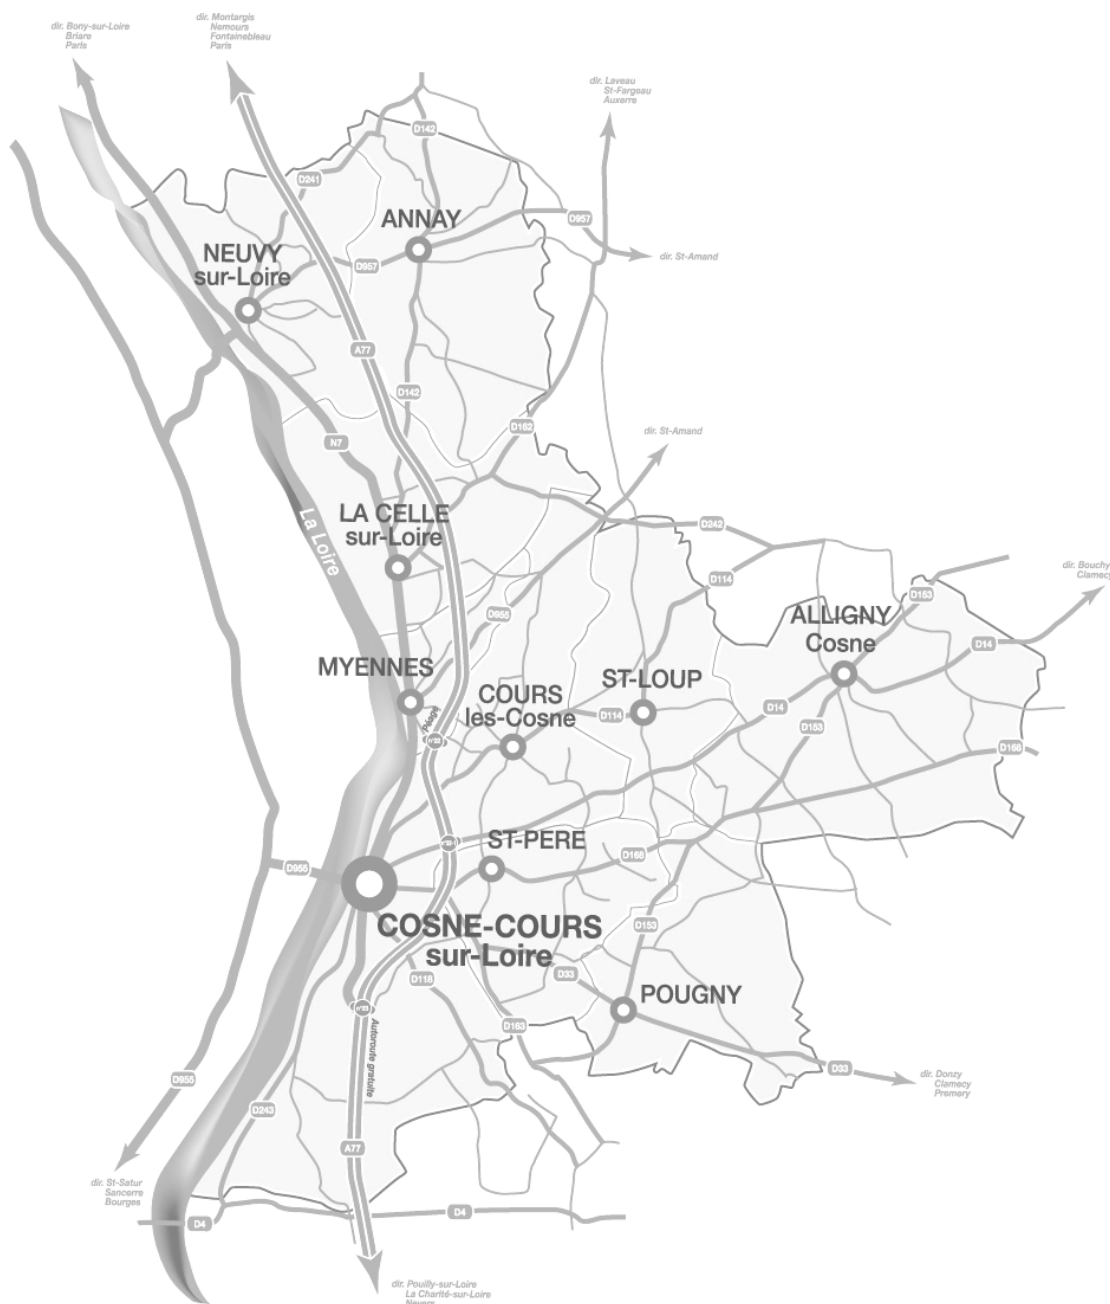 dir. Bony-sur-Loire
Briare
Paris
dir. Montargis
Nemours
Fontainebleau
Paris
dir. Laveau
St-Fargeau
Auxerre
D142
D241
ANNAY
D957
dir. St-Amand
NEUVY
sur-Loire
D957
A77
D142
D162
dir. St-Amand
N7
La Loire
LA CELLE
sur-Loire
D242
D114
dir. Bouchy
Clamecy
D163
D955
ALLIGNY
Cosne
D14
MYENNES
ST-LOUP
COURS
les-Cosne
Péage
D114
D14
D153
n°22
D168
ST-PERE
D168
D955
COSNE-COURS
sur-Loire
D153
D118
D33
POUGNY
D163
Autoroute gratuite
D33
dir. Donzy
Clamecy
Premery
D955
D243
A77
dir. St-Satur
Sancerre
Bourges
D4
D4
dir. Pouilly-sur-Loire
La Charité-sur-Loire